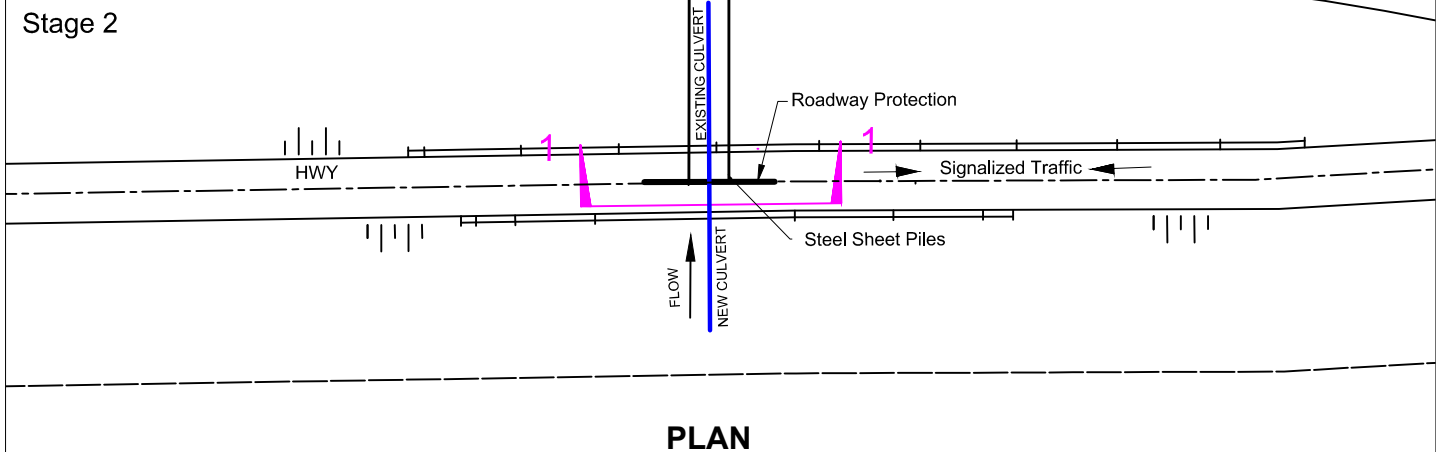 Stage 2
EXISTING CULVERT
Roadway Protection
1
1
HWY
Signalized Traffic
Steel Sheet Piles
FLOW
NEW CULVERT
PLAN